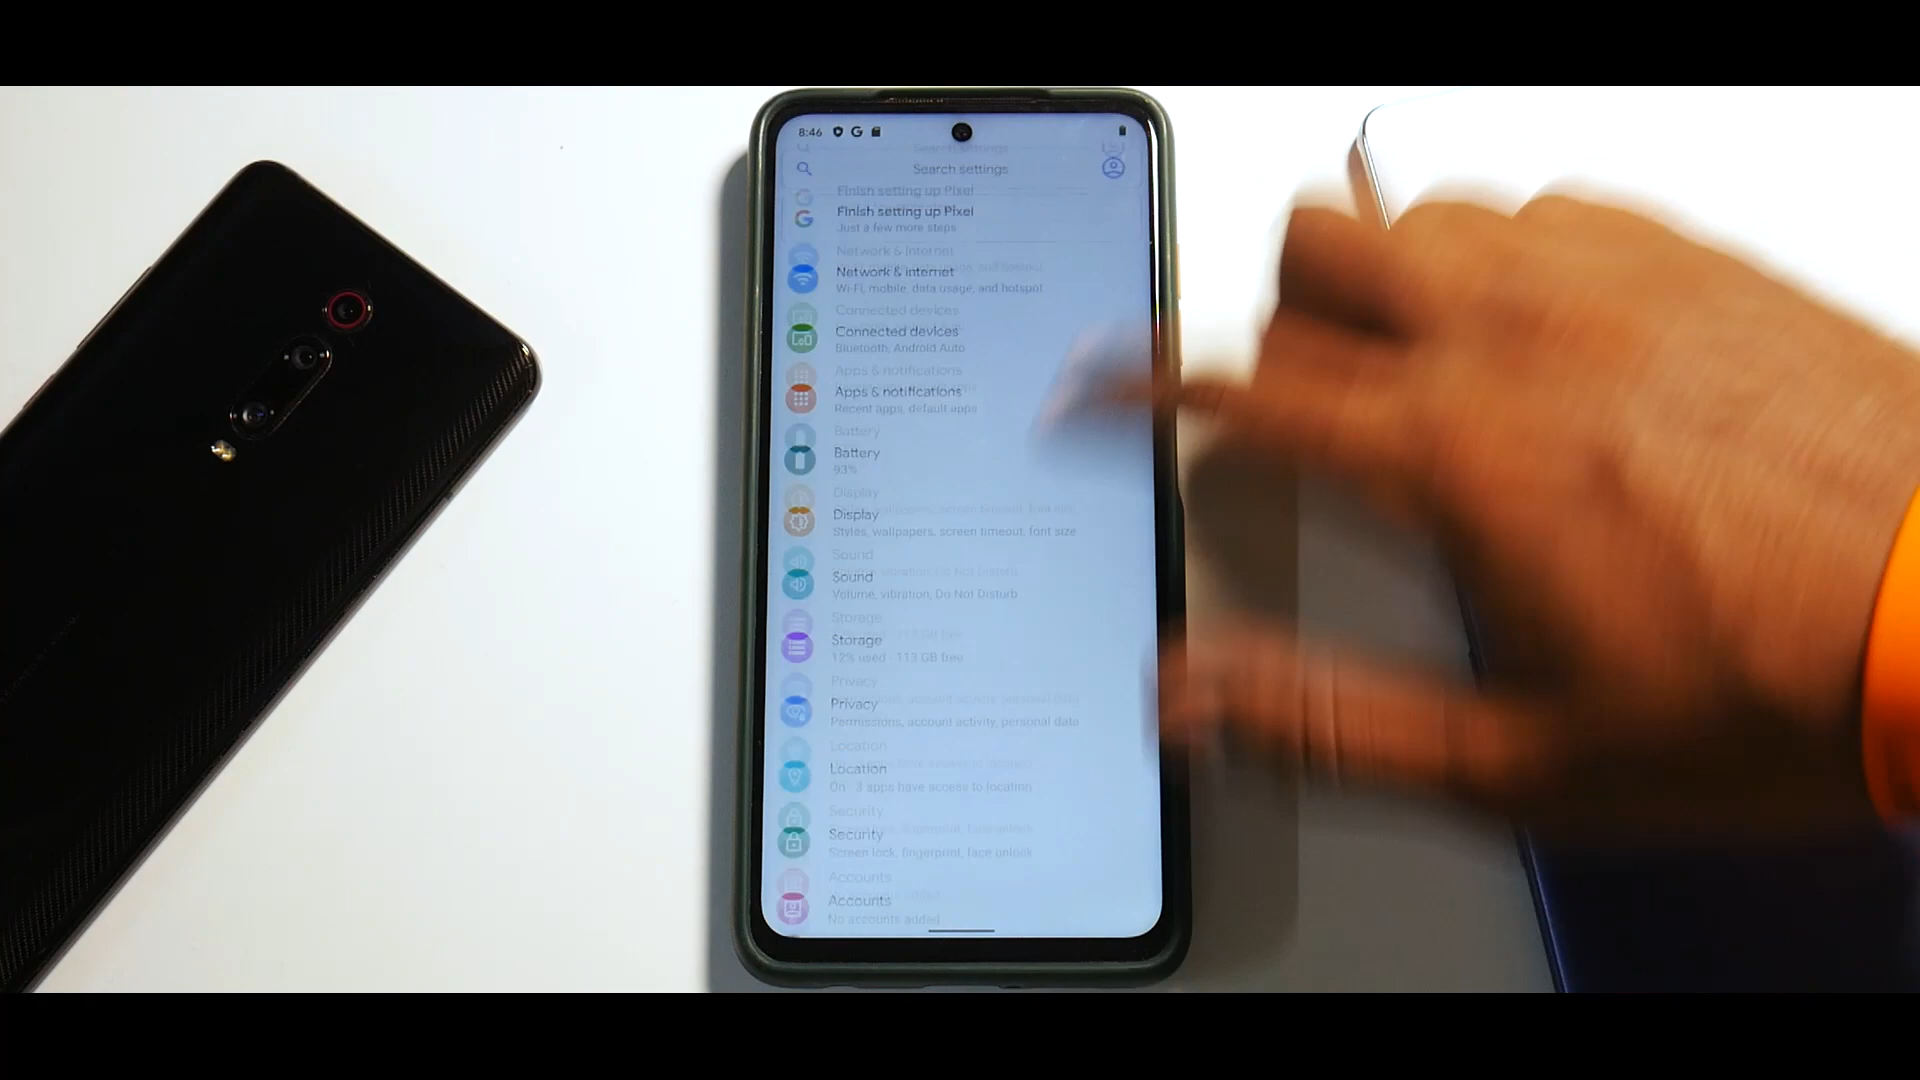 8:46
Search settings
Finish setting up Pixel
Just a few more steps
Network & internet
Wi-Fi, mobile, data usage, and hotspot
Connected devices
Bluetooth, Android Auto
Apps & notifications
Recent apps, default apps
Battery
93%
Display
Styles, wallpapers, screen timeout, font size
Sound
Volume, vibration, Do Not Disturb
Storage
12% used · 113 GB free
Privacy
Permissions, account activity, personal data
Location
On · 3 apps have access to location
Security
Screen lock, fingerprint, face unlock
Accounts
No accounts added